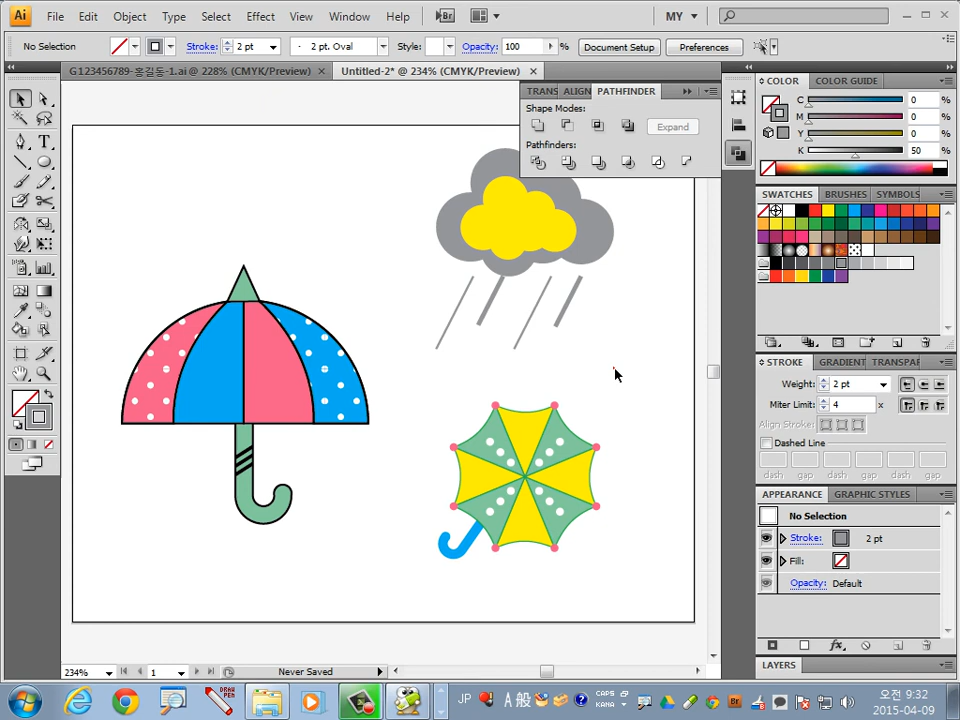 Ai File Edit Object Type Select Effect View Window Help Br MY
No Selection Stroke: 2 pt 2 pt. Oval Style: Opacity: 100 % Document Setup Preferences
G123456789-홍길동-1.ai @ 228% (CMYK/Preview) Untitled-2* @ 234% (CMYK/Preview)
TRANS ALIGN PATHFINDER
Shape Modes:
Expand
Pathfinders:
COLOR COLOR GUIDE
C 0 %
M 0 %
Y 0 %
K 50 %
SWATCHES BRUSHES SYMBOLS
STROKE GRADIENT TRANSPAR
Weight: 2 pt
Miter Limit: 4 x
Align Stroke:
Dashed Line
dash gap dash gap dash gap
APPEARANCE GRAPHIC STYLES
No Selection
Stroke: 2 pt
Fill:
Opacity: Default
LAYERS
234% 1 Never Saved
JP A 般 CAPS KANA Br 오전 9:32
2015-04-09
DRAW PEN